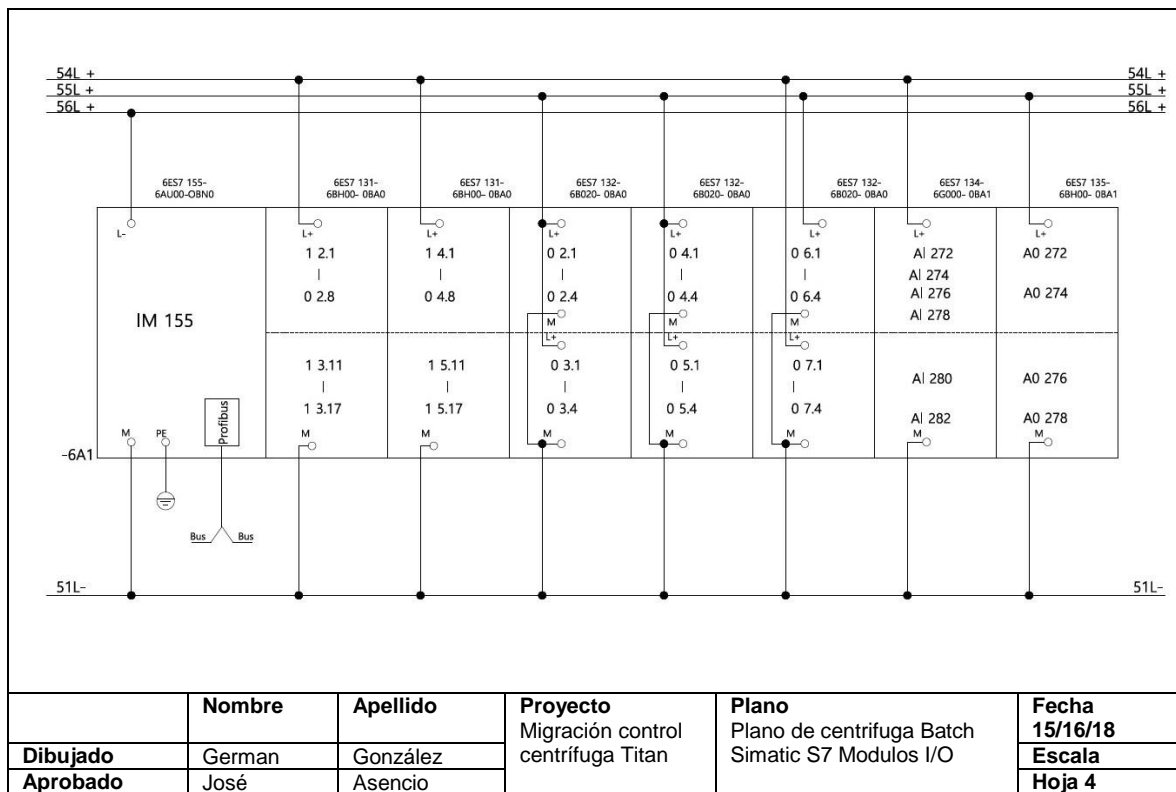 54L + 54L +
55L + 55L +
56L + 56L +
6ES7 155- 6ES7 131- 6ES7 131- 6ES7 132- 6ES7 132- 6ES7 132- 6ES7 134- 6ES7 135-
6AU00-OBN0 6BH00- 0BA0 6BH00- 0BA0 6B020- 0BA0 6B020- 0BA0 6B020- 0BA0 6G000- 0BA1 6BH00- 0BA1
L- L+ L+ L+ L+ L+ L+ L+
1 2.1 1 4.1 0 2.1 0 4.1 0 6.1 AI 272 A0 272
| | | | | AI 274
0 2.8 0 4.8 0 2.4 0 4.4 0 6.4 AI 276 A0 274
M M M AI 278
IM 155
L+ L+ L+
1 3.11 1 5.11 0 3.1 0 5.1 0 7.1 AI 280 A0 276
| | | | |
1 3.17 1 5.17 0 3.4 0 5.4 0 7.4 AI 282 A0 278
M PE Profibus M M M M M M M
-6A1
Bus Bus
51L- 51L-
Nombre Apellido Proyecto Plano Fecha
Migración control Plano de centrifuga Batch 15/16/18
Dibujado German González centrífuga Titan Simatic S7 Modulos I/O Escala
Aprobado José Asencio Hoja 4